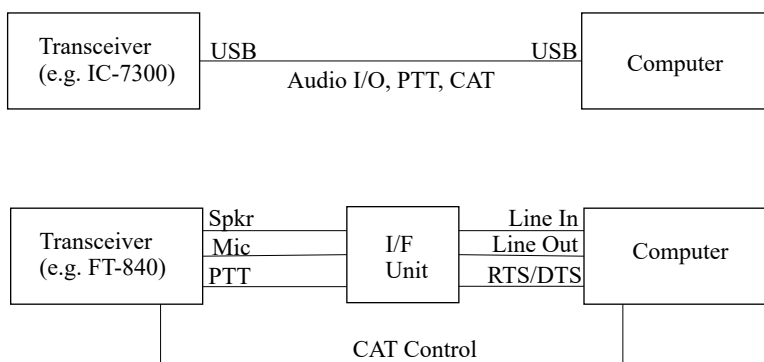 Transceiver
(e.g. IC-7300)
USB
USB
Audio I/O, PTT, CAT
Computer
Transceiver
(e.g. FT-840)
Spkr
Mic
PTT
I/F
Unit
Line In
Line Out
RTS/DTS
Computer
CAT Control